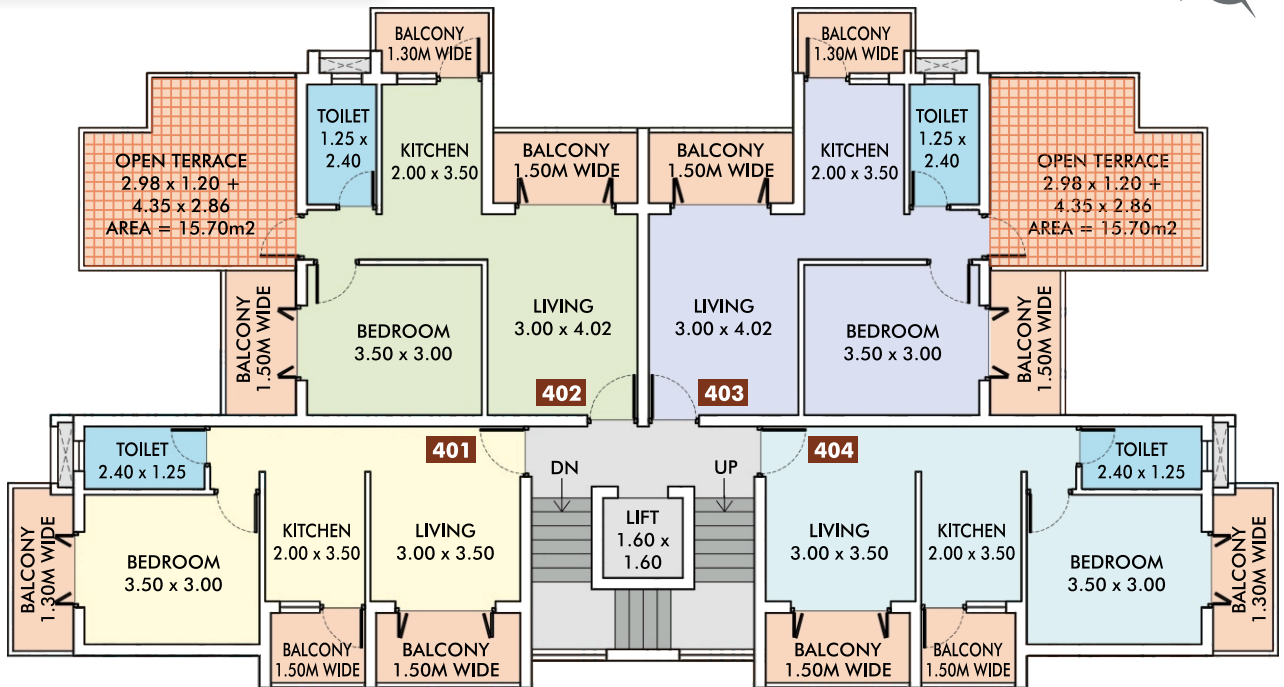 BALCONY
1.30M WIDE
BALCONY
1.30M WIDE
TOILET
1.25 x
2.40
KITCHEN
2.00 x 3.50
OPEN TERRACE
2.98 x 1.20 +
4.35 x 2.86
AREA = 15.70m2
BALCONY
1.50M WIDE
BALCONY
1.50M WIDE
KITCHEN
2.00 x 3.50
TOILET
1.25 x
2.40
OPEN TERRACE
2.98 x 1.20 +
4.35 x 2.86
AREA = 15.70m2
BALCONY
1.50M WIDE
BEDROOM
3.50 x 3.00
LIVING
3.00 x 4.02
LIVING
3.00 x 4.02
BEDROOM
3.50 x 3.00
BALCONY
1.50M WIDE
402
403
TOILET
2.40 x 1.25
401
DN
UP
404
TOILET
2.40 x 1.25
BALCONY
1.30M WIDE
BEDROOM
3.50 x 3.00
KITCHEN
2.00 x 3.50
LIVING
3.00 x 3.50
LIFT
1.60 x
1.60
LIVING
3.00 x 3.50
KITCHEN
2.00 x 3.50
BEDROOM
3.50 x 3.00
BALCONY
1.30M WIDE
BALCONY
1.50M WIDE
BALCONY
1.50M WIDE
BALCONY
1.50M WIDE
BALCONY
1.50M WIDE